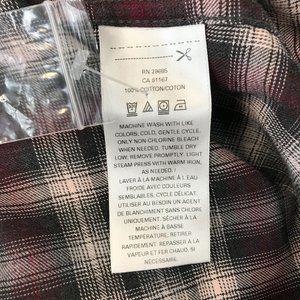 RN 29685
CA 01167
100% COTTON/COTON
MACHINE WASH WITH LIKE
COLORS, COLD, GENTLE CYCLE.
ONLY NON-CHLORINE BLEACH
WHEN NEEDED. TUMBLE DRY
LOW, REMOVE PROMPTLY. LIGHT
STEAM PRESS WITH WARM IRON,
AS NEEDED /
LAVER À LA MACHINE À L'EAU
FROIDE AVEC COULEURS
SEMBLABLES, CYCLE DÉLICAT.
UTILISER AU BESOIN UN AGENT
DE BLANCHIMENT SANS CHLORE
UNIQUEMENT. SÉCHER À LA
MACHINE À BASSE
TEMPÉRATURE; RETIRER
RAPIDEMENT. REPASSER À LA
VAPEUR ET FER CHAUD, SI
NÉCESSAIRE.